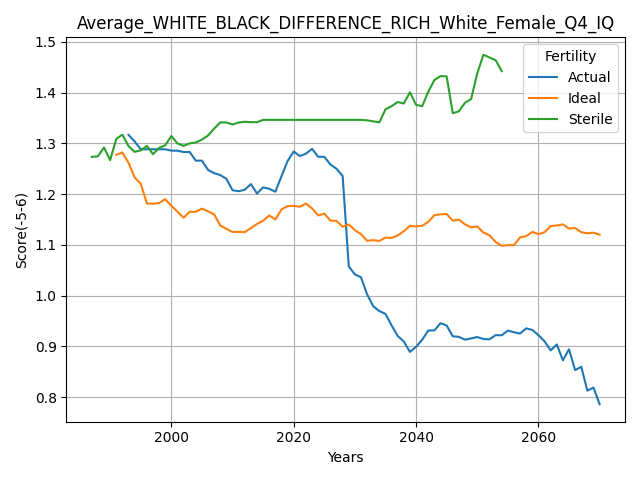 Average_WHITE_BLACK_DIFFERENCE_RICH_White_Female_Q4_IQ
Score(-5-6)
1.5
1.4
1.3
1.2
1.1
1.0
0.9
0.8
Fertility
Actual
Ideal
Sterile
2000
2020
2040
2060
Years